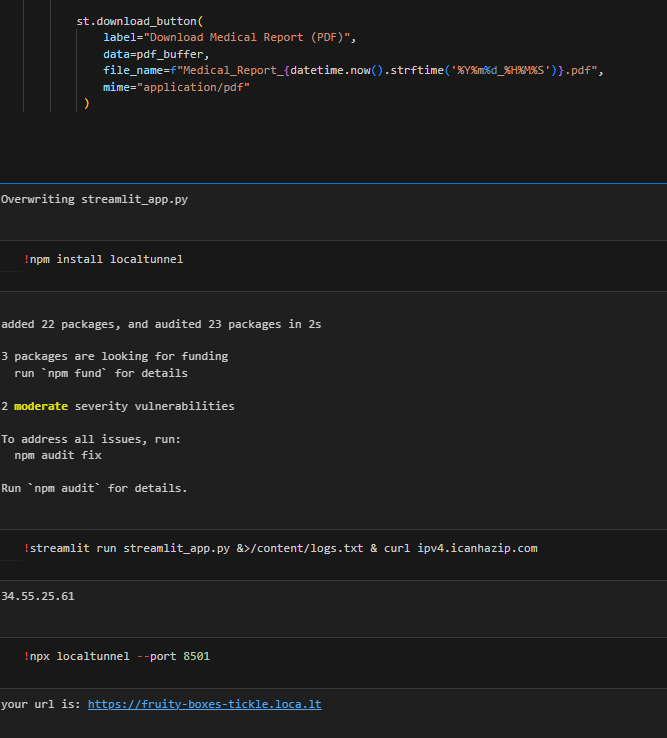 st.download_button(
label="Download Medical Report (PDF)",
data=pdf_buffer,
file_name=f"Medical_Report_{datetime.now().strftime('%Y%m%d_%H%M%S')}.pdf",
mime="application/pdf"
)
Overwriting streamlit_app.py
!npm install localtunnel
added 22 packages, and audited 23 packages in 2s
3 packages are looking for funding
run `npm fund` for details
2 moderate severity vulnerabilities
To address all issues, run:
npm audit fix
Run `npm audit` for details.
!streamlit run streamlit_app.py &>/content/logs.txt & curl ipv4.icanhazip.com
34.55.25.61
!npx localtunnel --port 8501
your url is: https://fruity-boxes-tickle.loca.lt